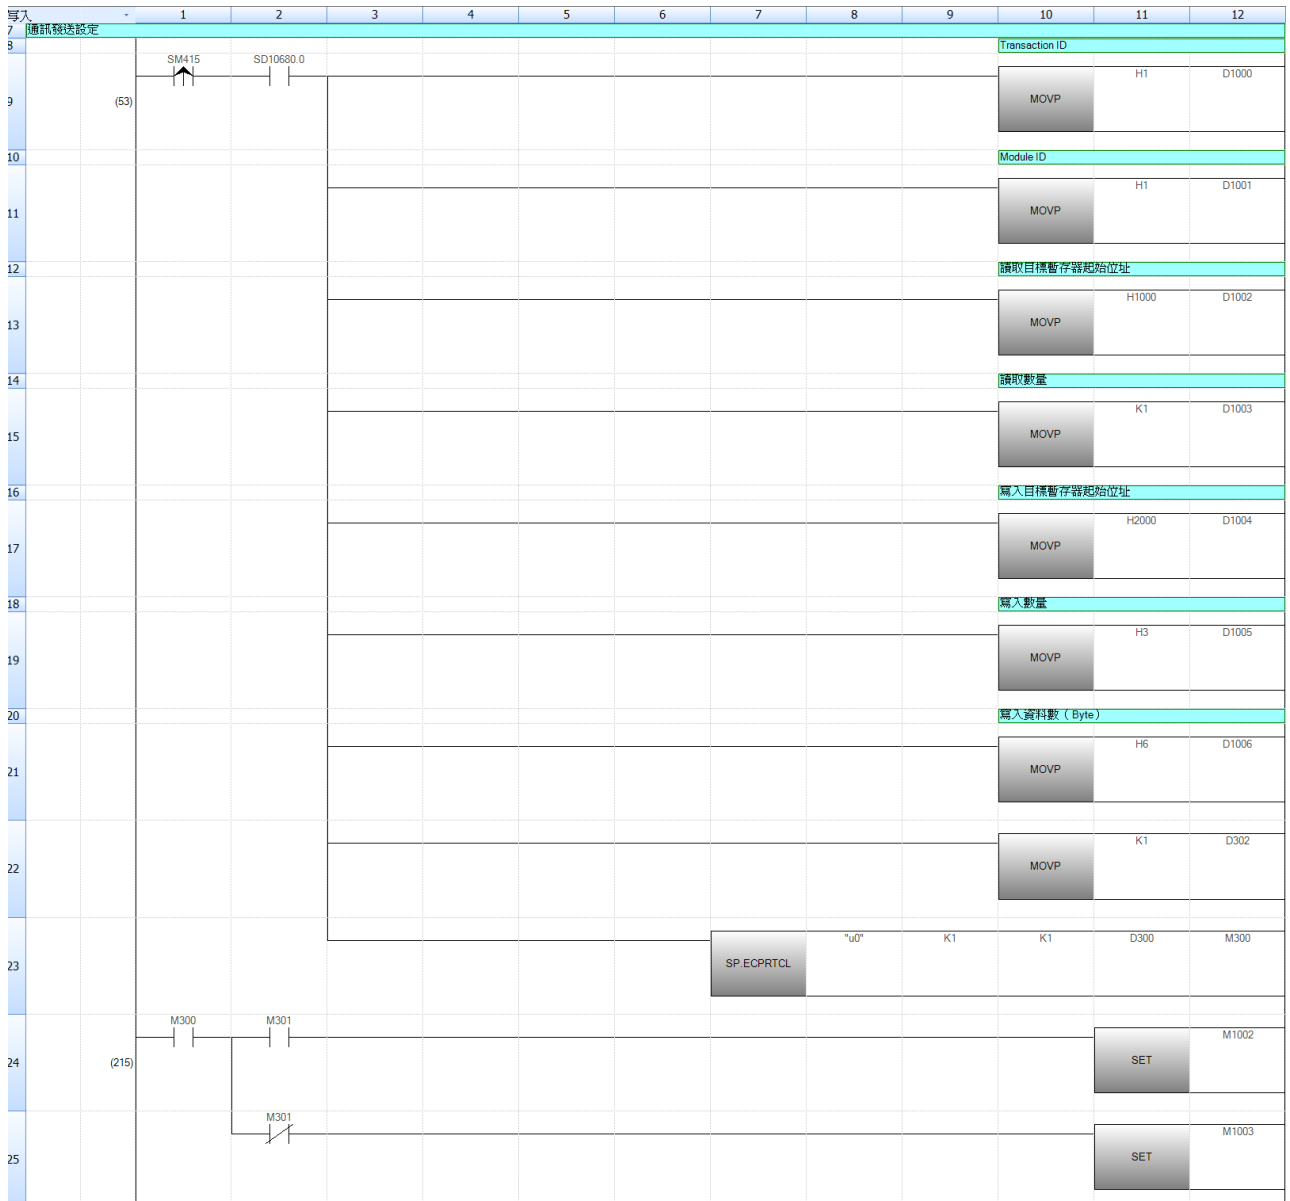 写入 1 2 3 4 5 6 7 8 9 10 11 12
7 通訊發送設定
8 Transaction ID
SM415 SD10680.0 H1 D1000
9 (53) MOVP
10 Module ID
H1 D1001
11 MOVP
12 讀取目標暫存器起始位址
H1000 D1002
13 MOVP
14 讀取數量
K1 D1003
15 MOVP
16 寫入目標暫存器起始位址
H2000 D1004
17 MOVP
18 寫入數量
H3 D1005
19 MOVP
20 寫入資料數（Byte）
H6 D1006
21 MOVP
K1 D302
22 MOVP
"u0" K1 K1 D300 M300
23 SP.ECPRTCL
M300 M301 M1002
24 (215) SET
M301 M1003
25 SET